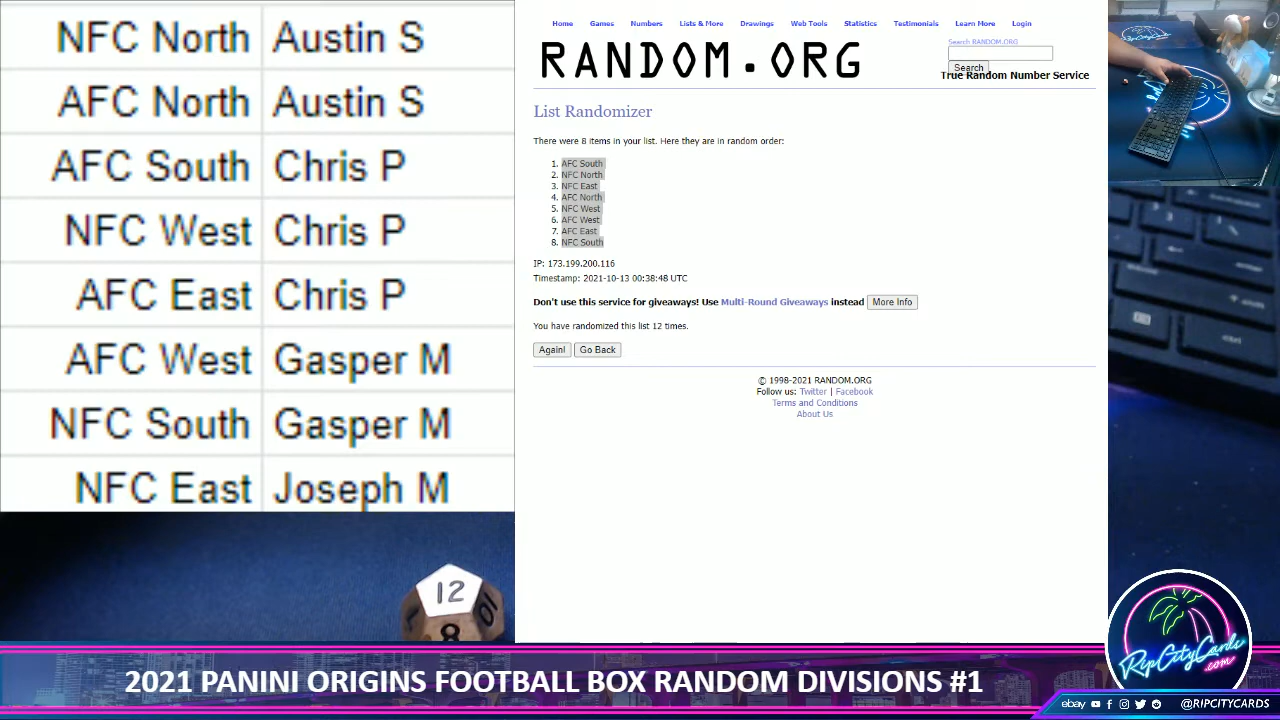 NFC North Austin S
AFC North Austin S
AFC South Chris P
NFC West Chris P
AFC East Chris P
AFC West Gasper M
NFC South Gasper M
NFC East Joseph M
12
8
Home Games Numbers Lists & More Drawings Web Tools Statistics Testimonials Learn More Login
RANDOM.ORG
Search RANDOM.ORG
Search
True Random Number Service
List Randomizer
There were 8 items in your list. Here they are in random order:
1. AFC South
2. NFC North
3. NFC East
4. AFC North
5. NFC West
6. AFC West
7. AFC East
8. NFC South
IP: 173.199.200.116
Timestamp: 2021-10-13 00:38:48 UTC
Don't use this service for giveaways! Use Multi-Round Giveaways instead More Info
You have randomized this list 12 times.
Again! Go Back
© 1998-2021 RANDOM.ORG
Follow us: Twitter | Facebook
Terms and Conditions
About Us
2021 PANINI ORIGINS FOOTBALL BOX RANDOM DIVISIONS #1
RipCityCards
.com
ebay @RIPCITYCARDS